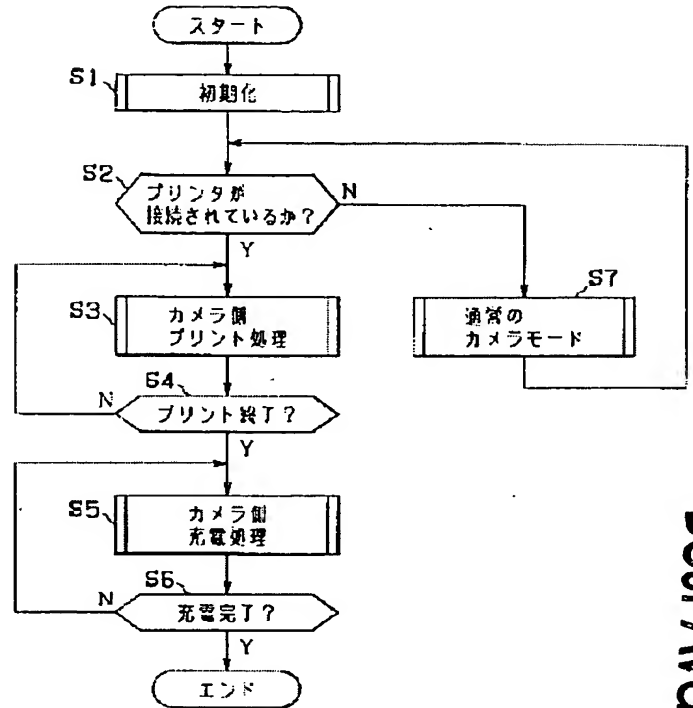 スタート
S1
初期化
S2
プリンタが
接続されているか？
N
Y
S7
通常の
カメラモード
S3
カメラ側
プリント処理
S4
N
プリント終了？
Y
S5
カメラ側
充電処理
S6
N
充電完了？
Y
エンド